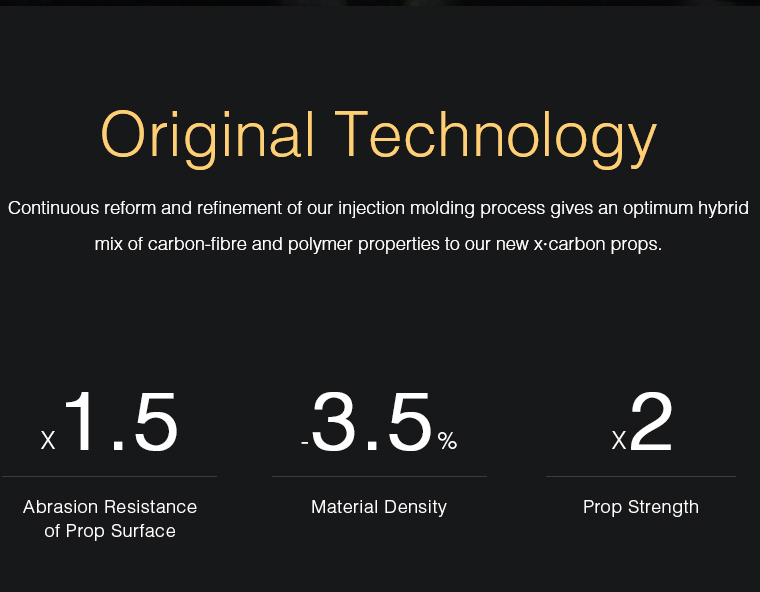 Original Technology
Continuous reform and refinement of our injection molding process gives an optimum hybrid
mix of carbon-fibre and polymer properties to our new x·carbon props.
X1.5
-3.5%
X2
Abrasion Resistance
of Prop Surface
Material Density
Prop Strength